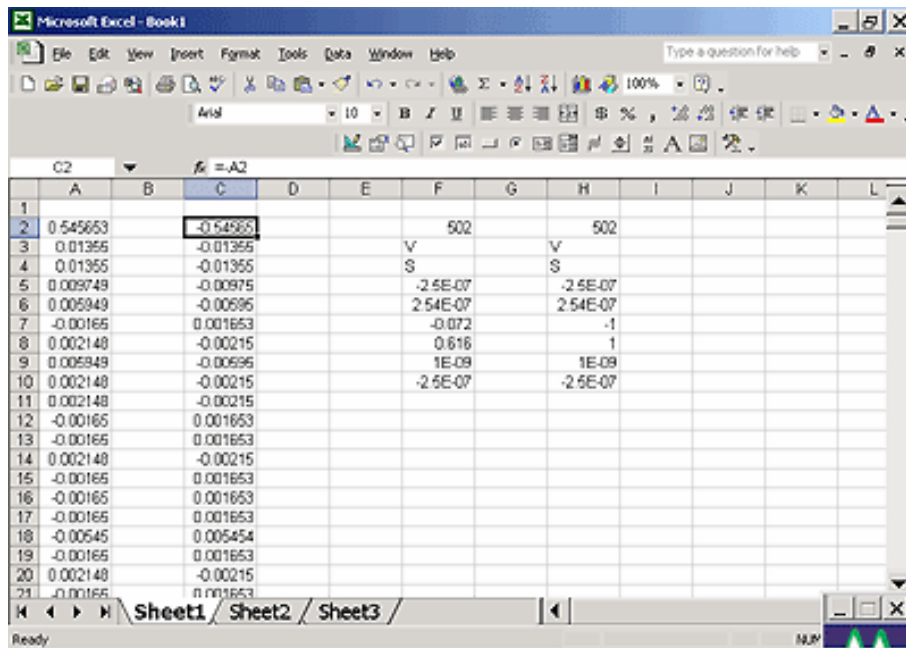 Microsoft Excel - Book1
File Edit View Insert Format Tools Data Window Help Type a question for help
100%
Arial 10 B I U $ % ,
C2 fx =-A2
A B C D E F G H I J K L
1
2 0.545653 -0.54565 502 502
3 0.01355 -0.01355 V V
4 0.01355 -0.01355 S S
5 0.009749 -0.00975 -2.5E-07 -2.5E-07
6 0.005949 -0.00595 2.54E-07 2.54E-07
7 -0.00165 0.001653 -0.072 -1
8 0.002148 -0.00215 0.616 1
9 0.005949 -0.00595 1E-09 1E-09
10 0.002148 -0.00215 -2.5E-07 -2.5E-07
11 0.002148 -0.00215
12 -0.00165 0.001653
13 -0.00165 0.001653
14 0.002148 -0.00215
15 -0.00165 0.001653
16 -0.00165 0.001653
17 -0.00165 0.001653
18 -0.00545 0.005454
19 -0.00165 0.001653
20 0.002148 -0.00215
21 -0.00165 0.001653
Sheet1 Sheet2 Sheet3
Ready NUM